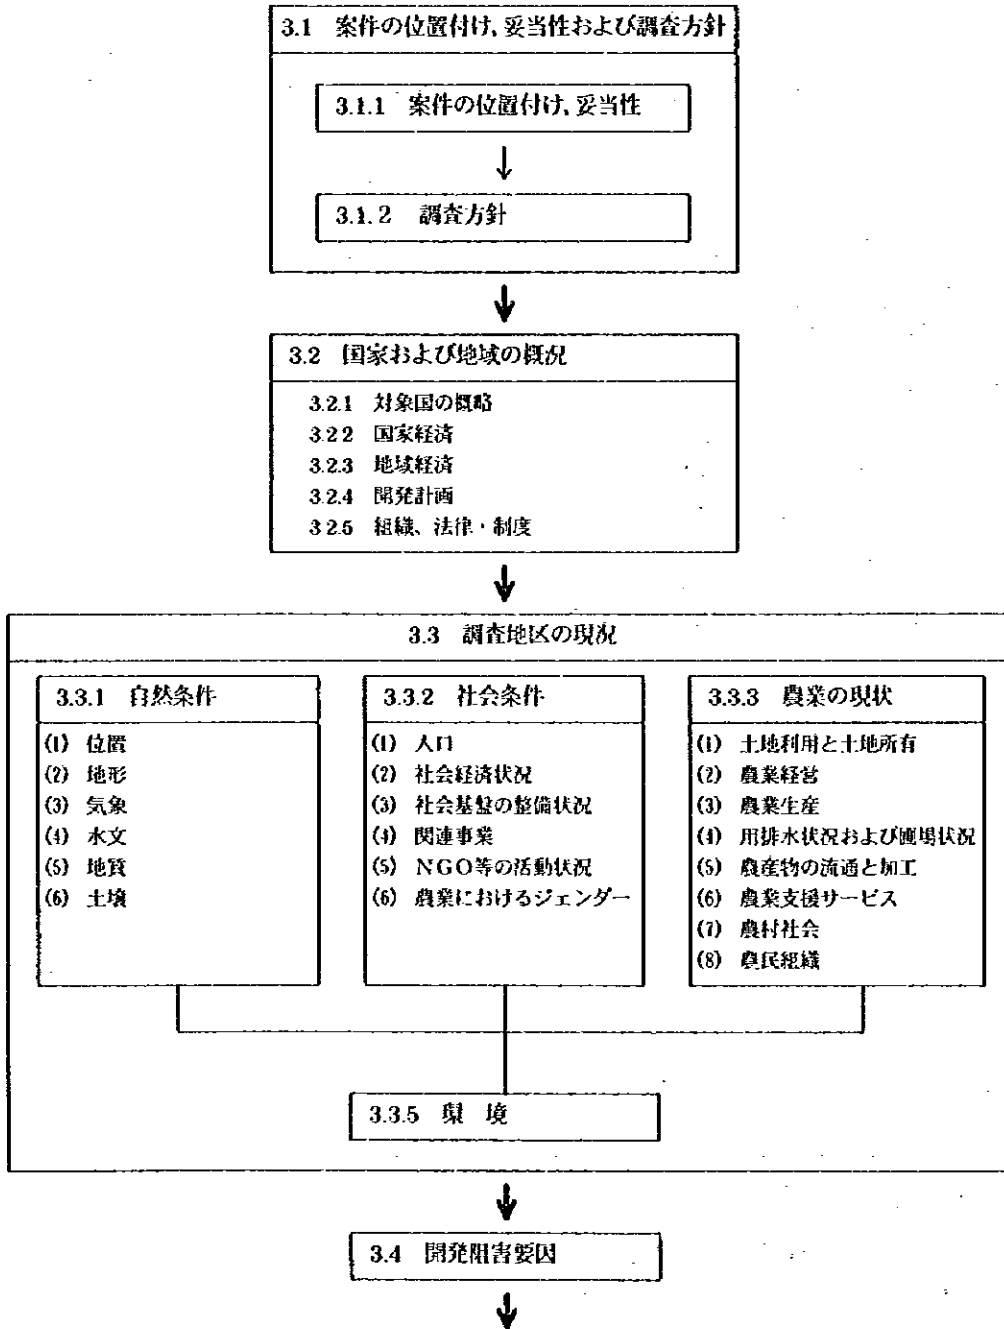 3.1 案件の位置付け,妥当性および調査方針
3.1.1 案件の位置付け,妥当性
↓
3.1.2 調査方針
↓
3.2 国家および地域の概況
3.2.1 対象国の概略
3.2.2 国家経済
3.2.3 地域経済
3.2.4 開発計画
3.2.5 組織、法律・制度
↓
3.3 調査地区の現況
3.3.1 自然条件
(1) 位置
(2) 地形
(3) 気象
(4) 水文
(5) 地質
(6) 土壌
3.3.2 社会条件
(1) 人口
(2) 社会経済状況
(3) 社会基盤の整備状況
(4) 関連事業
(5) NGO等の活動状況
(6) 農業におけるジェンダー
3.3.3 農業の現状
(1) 土地利用と土地所有
(2) 農業経営
(3) 農業生産
(4) 用排水状況および圃場状況
(5) 農産物の流通と加工
(6) 農業支援サービス
(7) 農村社会
(8) 農民組織
3.3.5 環 境
↓
3.4 開発阻害要因
↓